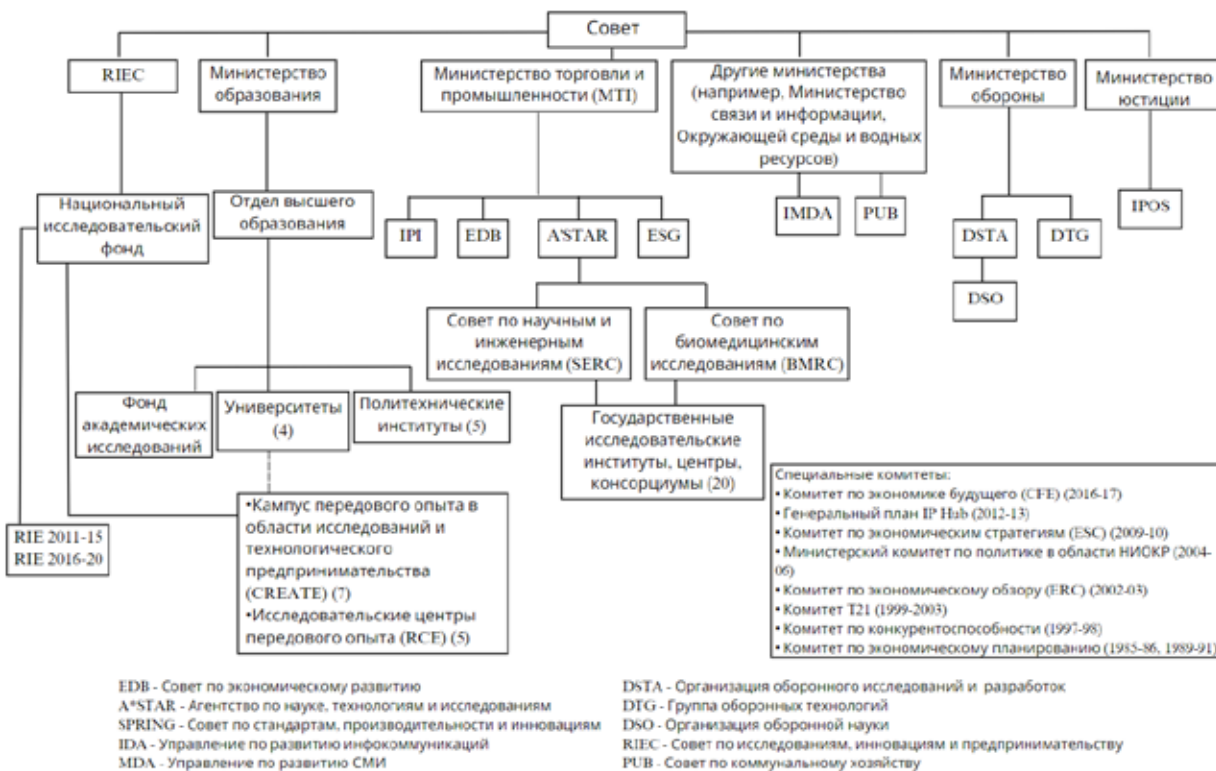 Совет
RIEC
Министерство
образования
Министерство торговли и
промышленности (MTI)
Другие министерства
(например, Министерство
связи и информации,
Окружающей среды и водных
ресурсов)
Министерство
обороны
Министерство
юстиции
Национальный
исследовательский
фонд
Отдел высшего
образования
IPI
EDB
A'STAR
ESG
IMDA
PUB
DSTA
DTG
IPOS
DSO
Совет по научным и
инженерным
исследованиям (SERC)
Совет по
биомедицинским
исследованиям (BMRC)
Фонд
академических
исследований
Университеты
(4)
Политехнические
институты (5)
Государственные
исследовательские
институты, центры,
консорциумы (20)
RIE 2011-15
RIE 2016-20
•Кампус передового опыта в
области исследований и
технологического
предпринимательства
(CREATE) (7)
•Исследовательские центры
передового опыта (RCE) (5)
Специальные комитеты:
• Комитет по экономике будущего (CFE) (2016-17)
• Генеральный план IP Hub (2012-13)
• Комитет по экономическим стратегиям (ESC) (2009-10)
• Министерский комитет по политике в области НИОКР (2004-
06)
• Комитет по экономическому обзору (ERC) (2002-03)
• Комитет T21 (1999-2003)
• Комитет по конкурентоспособности (1997-98)
• Комитет по экономическому планированию (1985-86, 1989-91)
EDB - Совет по экономическому развитию
A*STAR - Агентство по науке, технологиям и исследованиям
SPRING - Совет по стандартам, производительности и инновациям
IDA - Управление по развитию инфокоммуникаций
MDA - Управление по развитию СМИ
DSTA - Организация оборонного исследований и разработок
DTG - Группа оборонных технологий
DSO - Организация оборонной науки
RIEC - Совет по исследованиям, инновациям и предпринимательству
PUB - Совет по коммунальному хозяйству